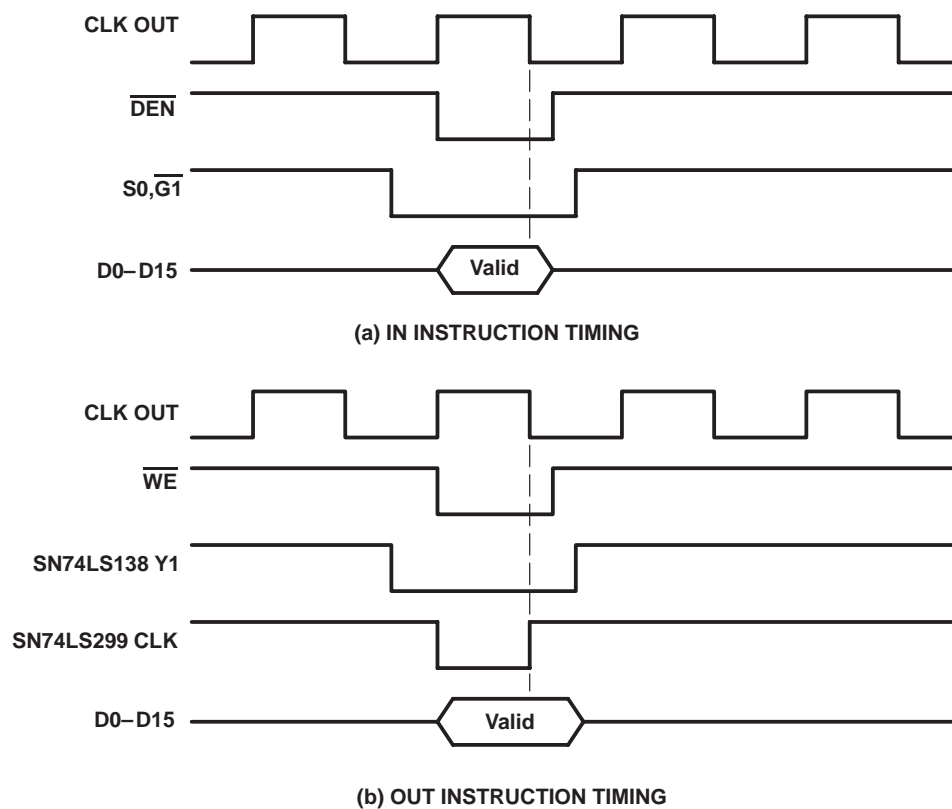 CLK OUT
DEN
S0,G1
D0–D15
Valid
(a) IN INSTRUCTION TIMING
CLK OUT
WE
SN74LS138 Y1
SN74LS299 CLK
D0–D15
Valid
(b) OUT INSTRUCTION TIMING